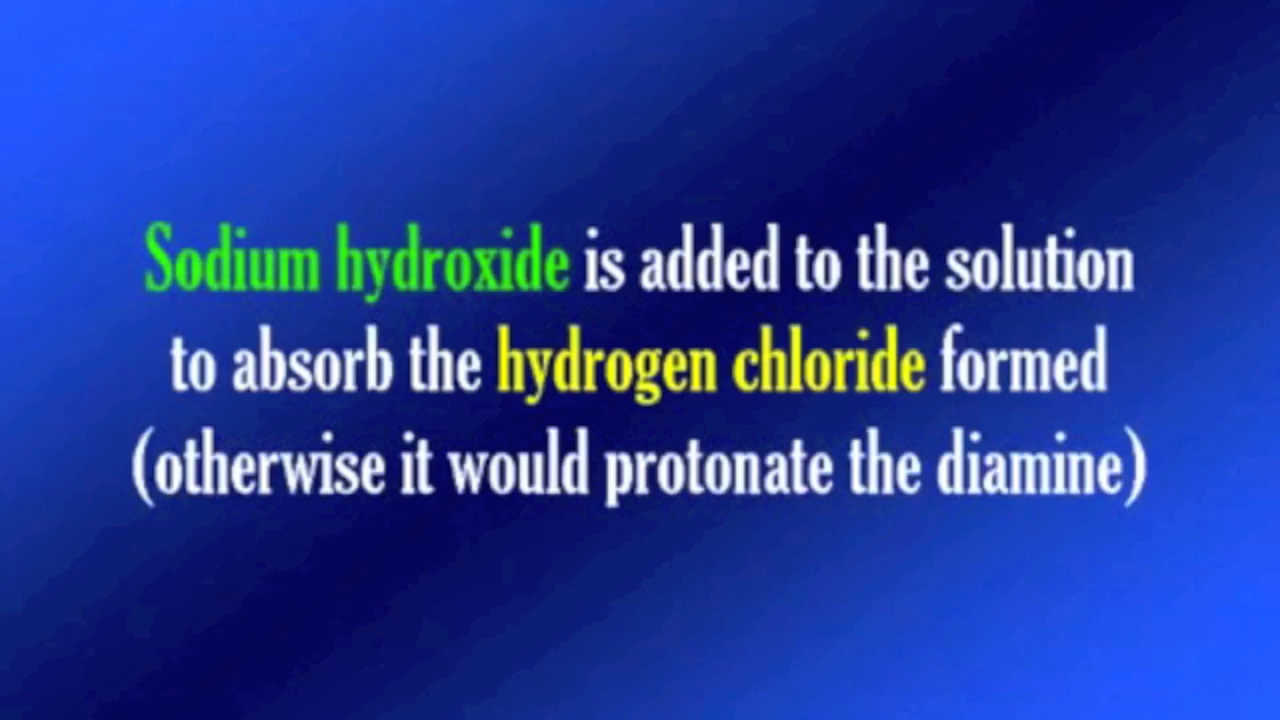 Sodium hydroxide is added to the solution
to absorb the hydrogen chloride formed
(otherwise it would protonate the diamine)